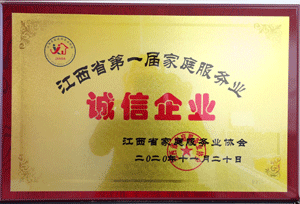 江西省第一届家庭服务业
诚信企业
江西省家庭服务业协会
二〇二〇年十一月二十日